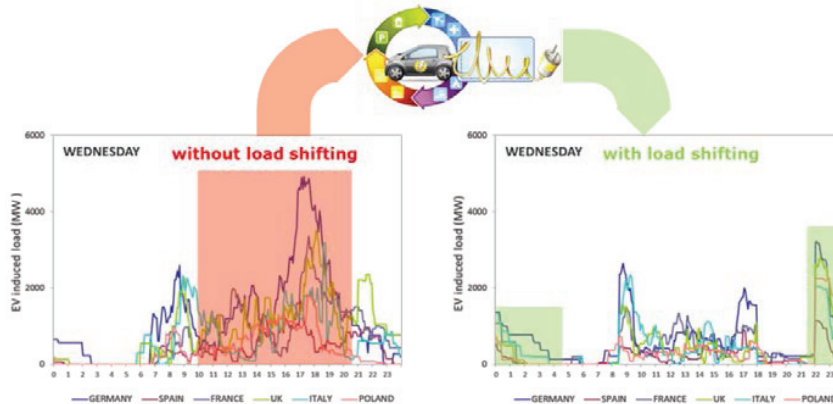 WEDNESDAY
without load shifting
6000
4000
2000
0
EV induced load (MW)
0 1 2 3 4 5 6 7 8 9 10 11 12 13 14 15 16 17 18 19 20 21 22 23
GERMANY SPAIN FRANCE UK ITALY POLAND
WEDNESDAY
with load shifting
6000
4000
2000
0
EV induced load (MW)
0 1 2 3 4 5 6 7 8 9 10 11 12 13 14 15 16 17 18 19 20 21 22 23
GERMANY SPAIN FRANCE UK ITALY POLAND